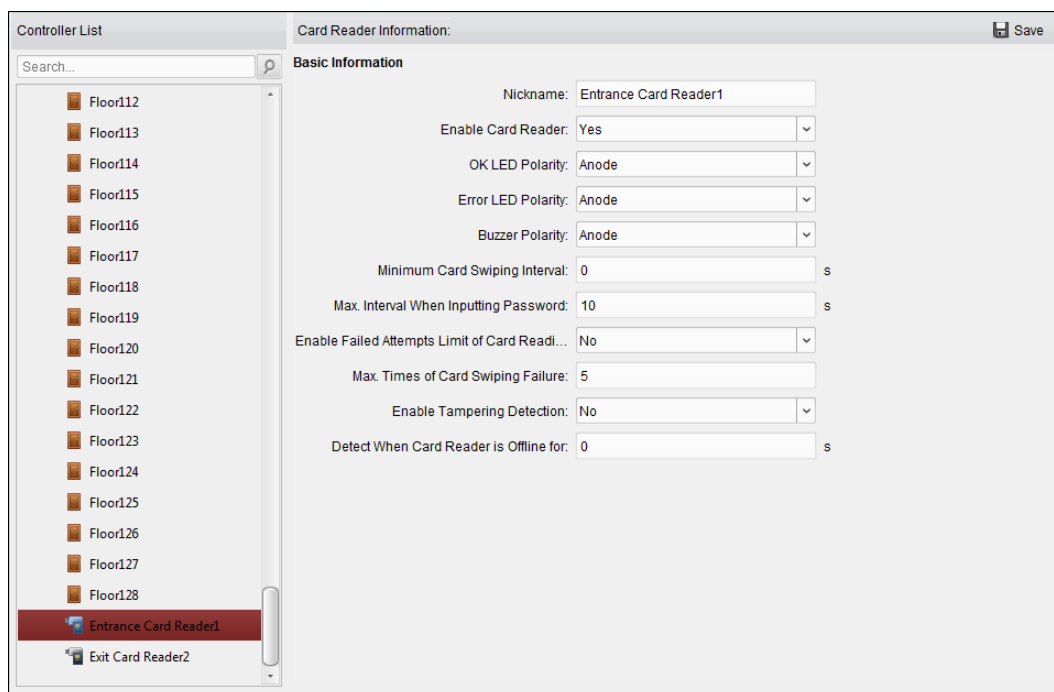 Controller List
Search...
Floor112
Floor113
Floor114
Floor115
Floor116
Floor117
Floor118
Floor119
Floor120
Floor121
Floor122
Floor123
Floor124
Floor125
Floor126
Floor127
Floor128
Entrance Card Reader1
Exit Card Reader2
Card Reader Information: Save
Basic Information
Nickname: Entrance Card Reader1
Enable Card Reader: Yes
OK LED Polarity: Anode
Error LED Polarity: Anode
Buzzer Polarity: Anode
Minimum Card Swiping Interval: 0 s
Max. Interval When Inputting Password: 10 s
Enable Failed Attempts Limit of Card Readi... No
Max. Times of Card Swiping Failure: 5
Enable Tampering Detection: No
Detect When Card Reader is Offline for: 0 s